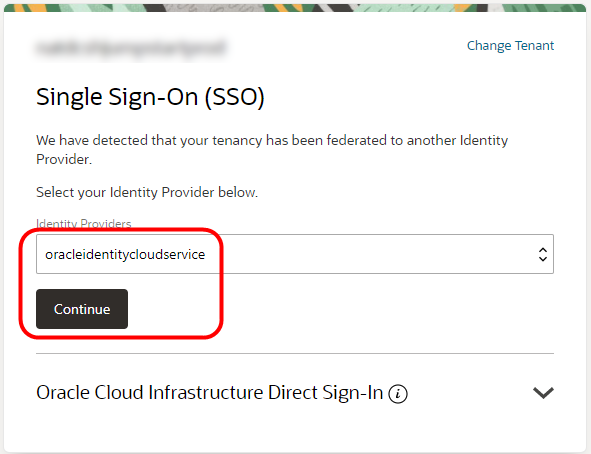 Change Tenant
Single Sign-On (SSO)
We have detected that your tenancy has been federated to another Identity
Provider.
Select your Identity Provider below.
Identity Providers
oracleidentitycloudservice
Continue
Oracle Cloud Infrastructure Direct Sign-In